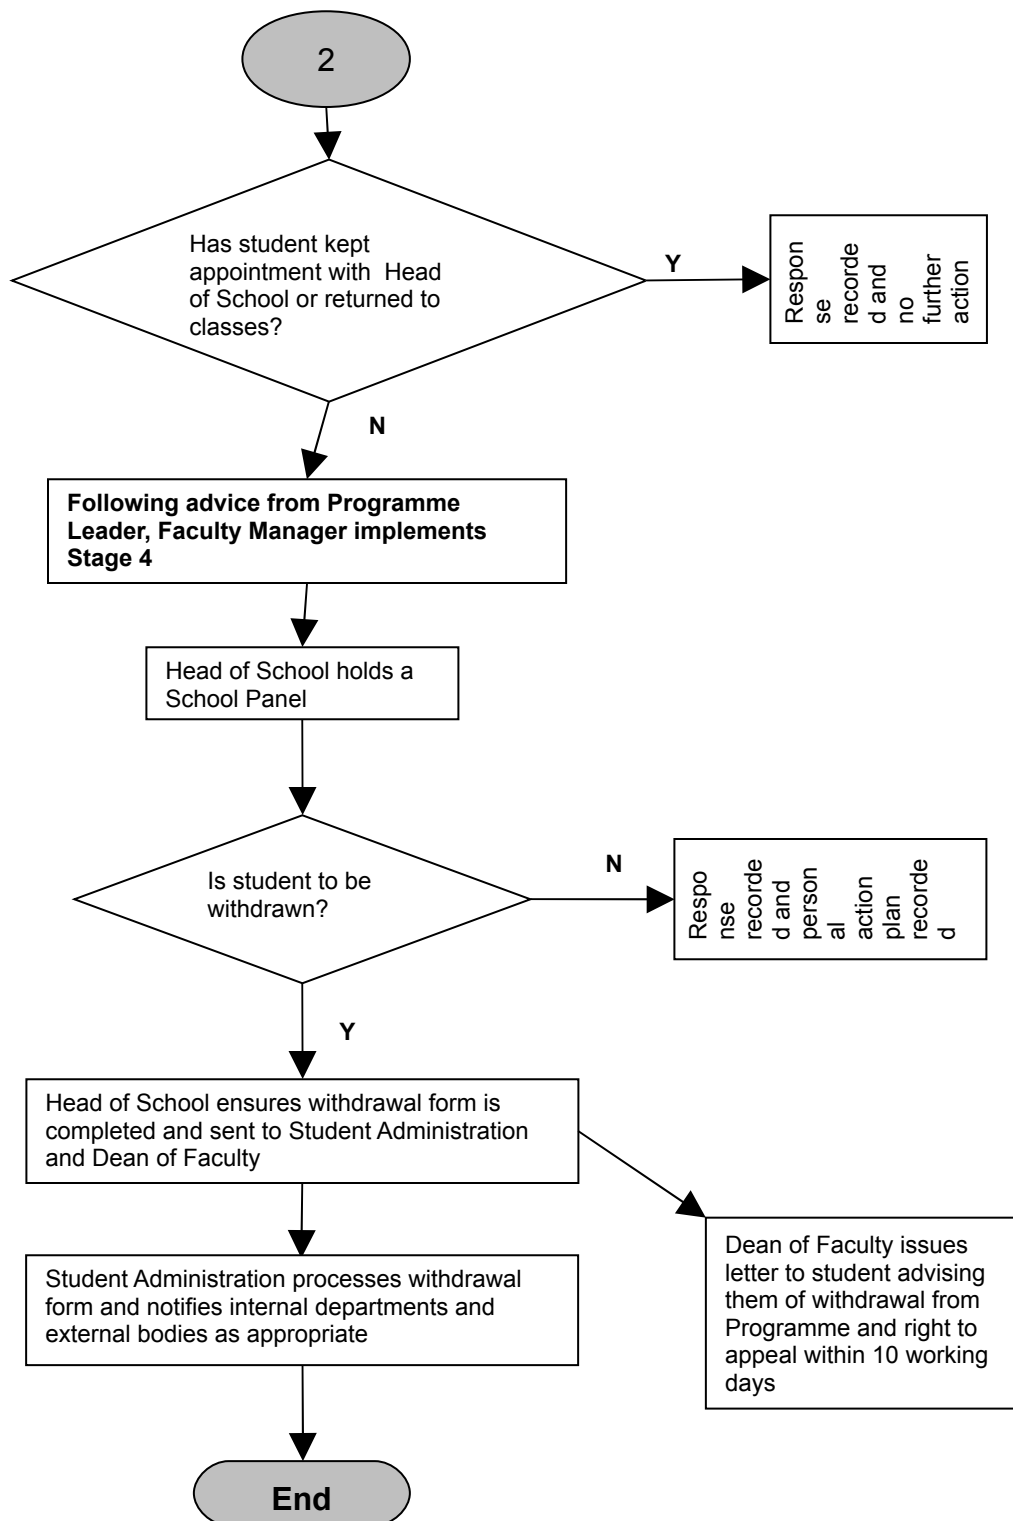 2
Has student kept
appointment with  Head
of School or returned to
classes?
Y
Respon
se
recorde
d and
no
further
action
N
Following advice from Programme
Leader, Faculty Manager implements
Stage 4
Head of School holds a
School Panel
Is student to be
withdrawn?
N
Respo
nse
recorde
d and
person
al
action
plan
recorde
d
Y
Head of School ensures withdrawal form is
completed and sent to Student Administration
and Dean of Faculty
Student Administration processes withdrawal
form and notifies internal departments and
external bodies as appropriate
Dean of Faculty issues
letter to student advising
them of withdrawal from
Programme and right to
appeal within 10 working
days
End